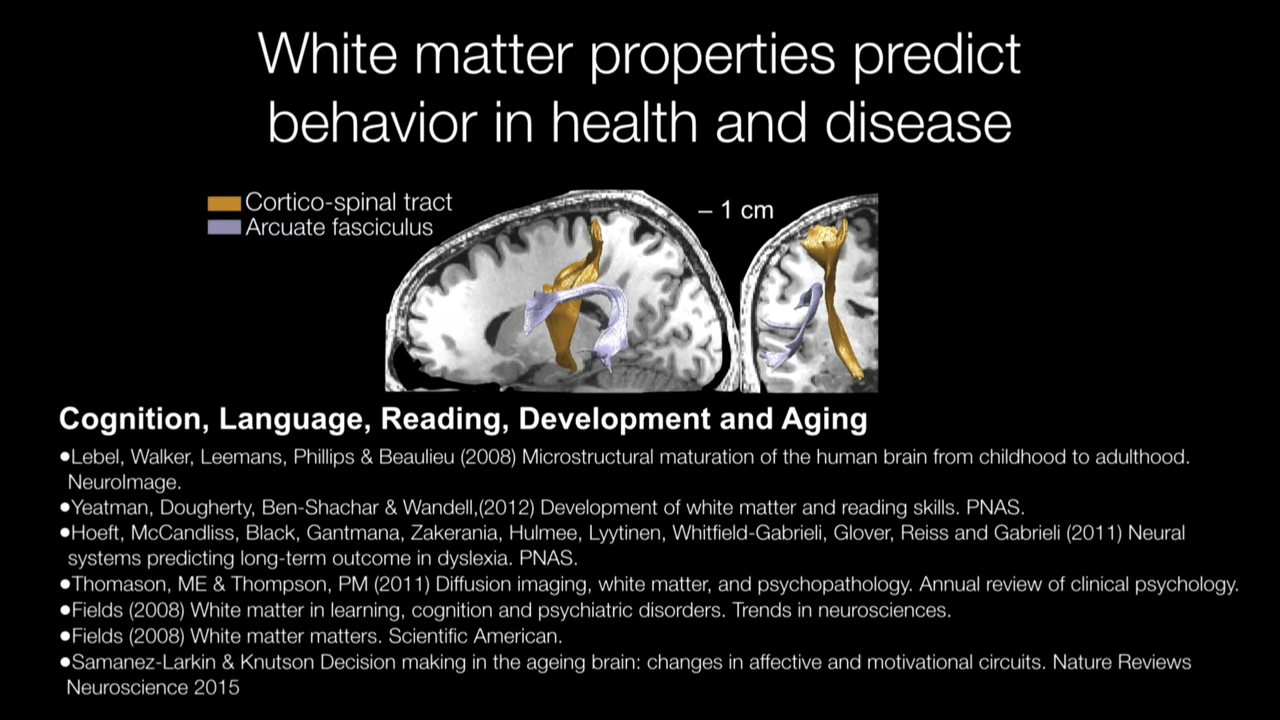 White matter properties predict
behavior in health and disease
Cortico-spinal tract
Arcuate fasciculus
– 1 cm
Cognition, Language, Reading, Development and Aging
•Lebel, Walker, Leemans, Phillips & Beaulieu (2008) Microstructural maturation of the human brain from childhood to adulthood.
NeuroImage.
•Yeatman, Dougherty, Ben-Shachar & Wandell,(2012) Development of white matter and reading skills. PNAS.
•Hoeft, McCandliss, Black, Gantmana, Zakerania, Hulmee, Lyytinen, Whitfield-Gabrieli, Glover, Reiss and Gabrieli (2011) Neural
systems predicting long-term outcome in dyslexia. PNAS.
•Thomason, ME & Thompson, PM (2011) Diffusion imaging, white matter, and psychopathology. Annual review of clinical psychology.
•Fields (2008) White matter in learning, cognition and psychiatric disorders. Trends in neurosciences.
•Fields (2008) White matter matters. Scientific American.
•Samanez-Larkin & Knutson Decision making in the ageing brain: changes in affective and motivational circuits. Nature Reviews
Neuroscience 2015